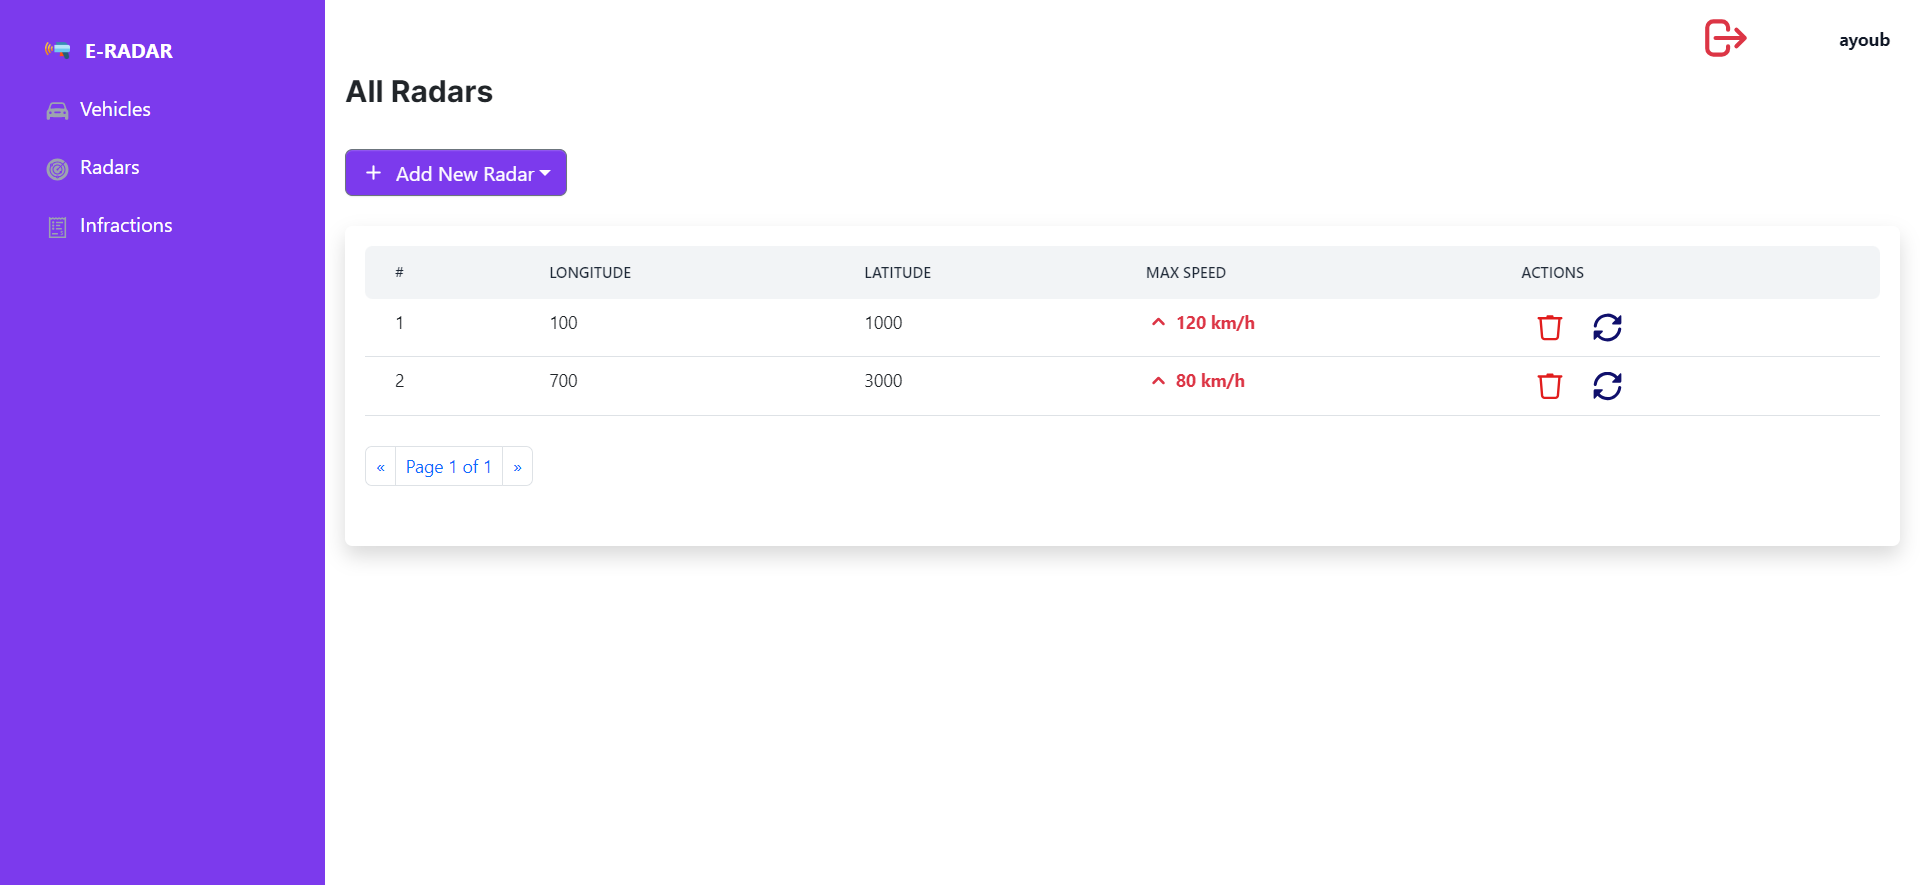 E-RADAR
Vehicles
Radars
Infractions
ayoub
All Radars
+ Add New Radar
# LONGITUDE LATITUDE MAX SPEED ACTIONS
1 100 1000 120 km/h
2 700 3000 80 km/h
« Page 1 of 1 »